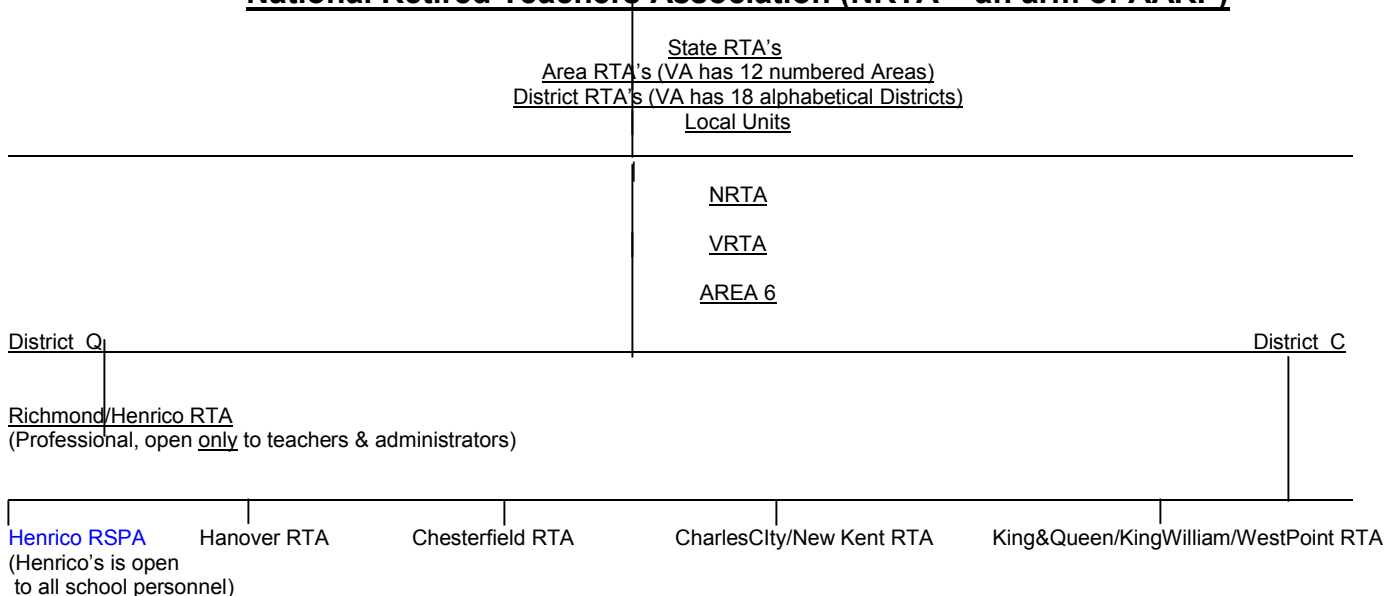 National Retired Teachers Association (NRTA – an arm of AARP)
State RTA's
Area RTA's (VA has 12 numbered Areas)
District RTA's (VA has 18 alphabetical Districts)
Local Units
NRTA
VRTA
AREA 6
District Q District C
Richmond/Henrico RTA
(Professional, open only to teachers & administrators)
Henrico RSPA Hanover RTA Chesterfield RTA CharlesCIty/New Kent RTA King&Queen/KingWilliam/WestPoint RTA
(Henrico's is open
to all school personnel)